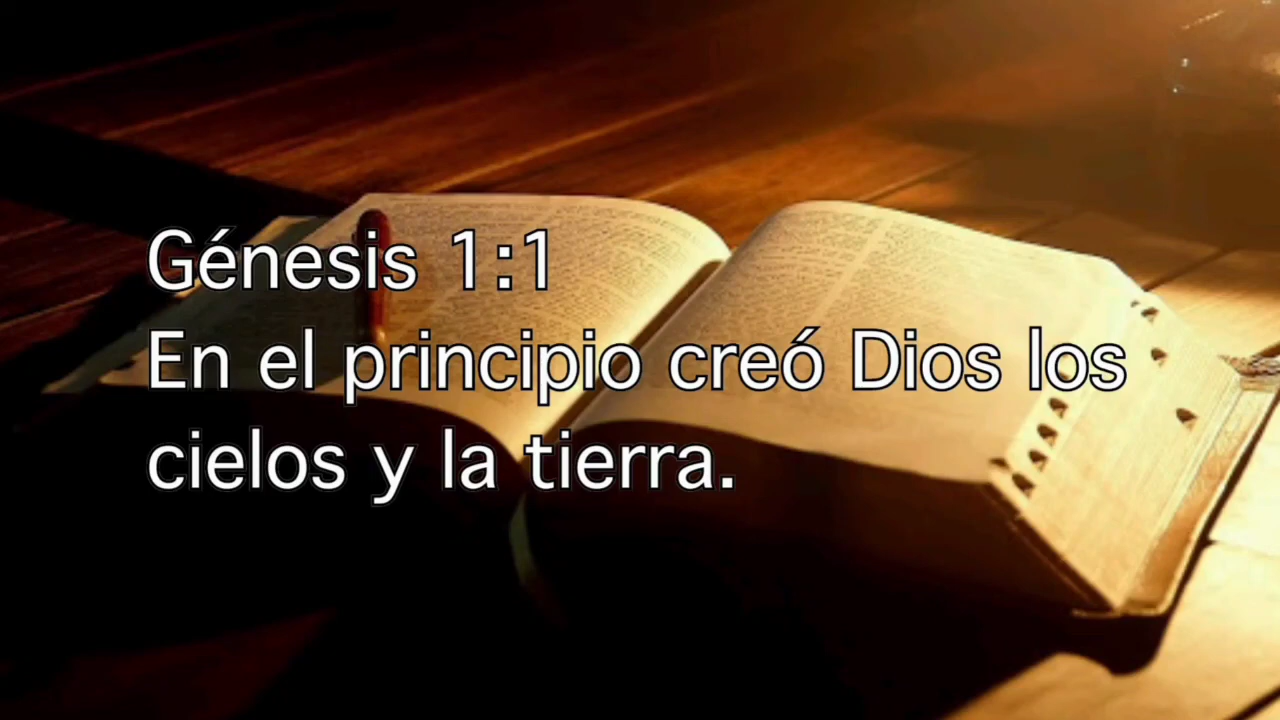 Génesis 1:1
En el principio creó Dios los
cielos y la tierra.